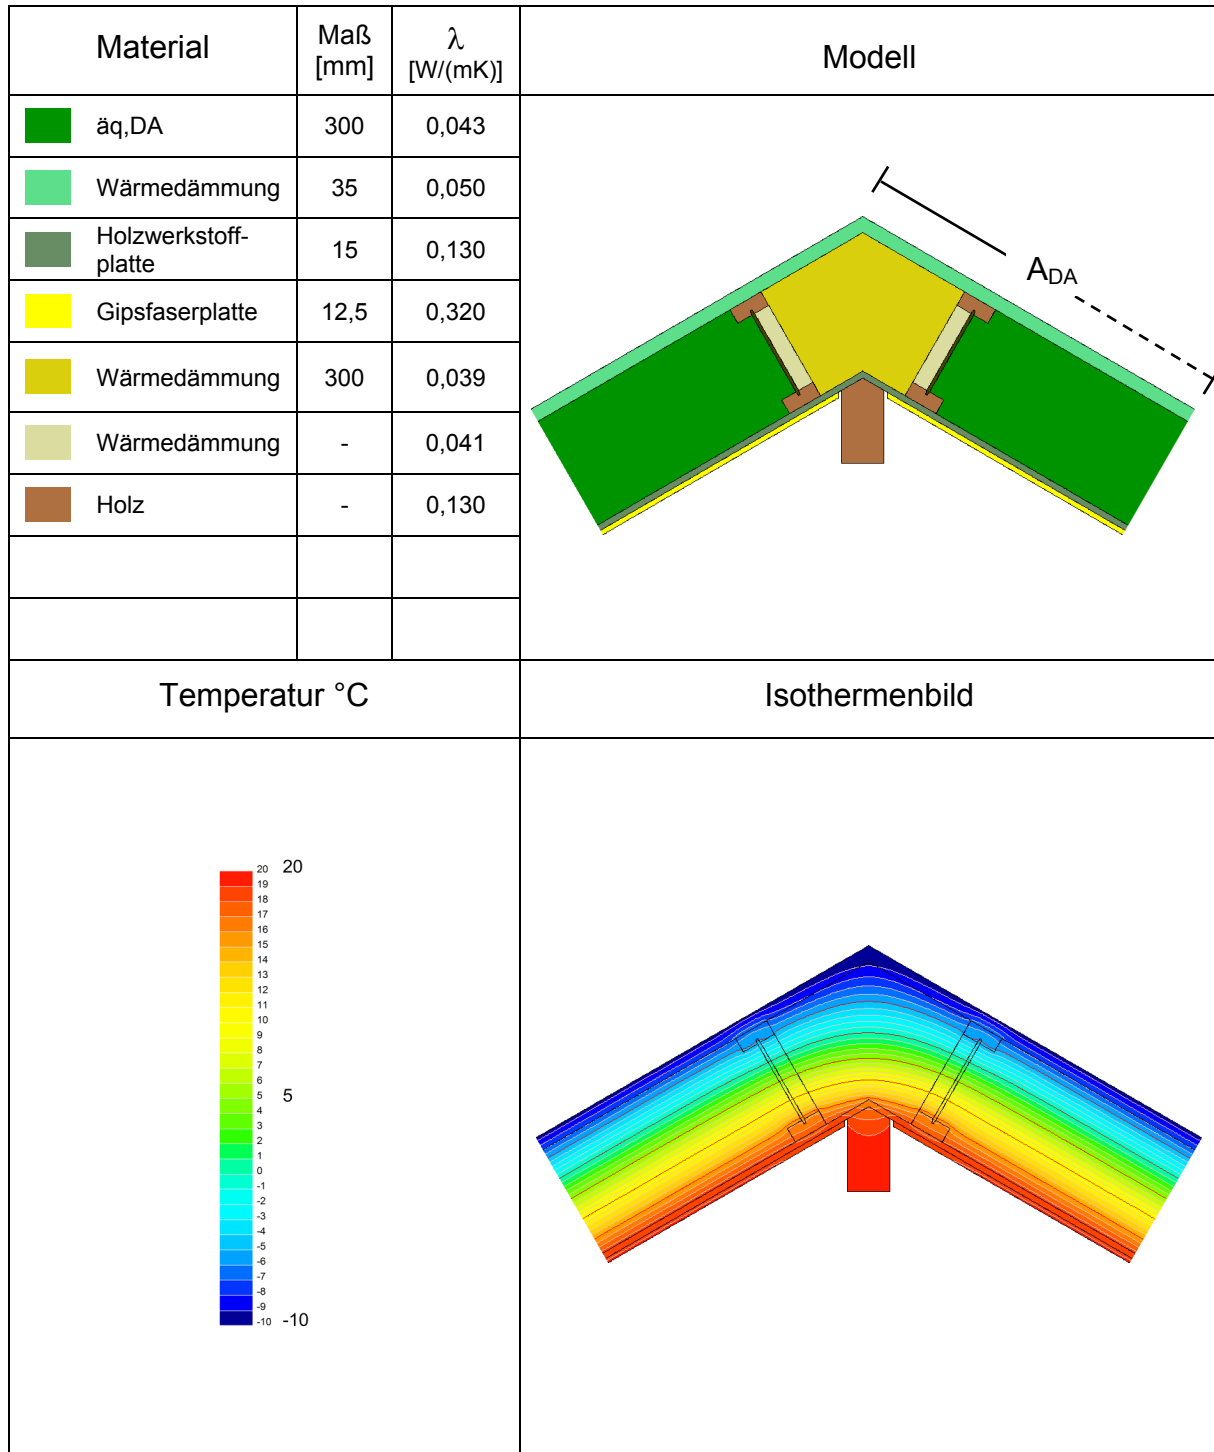 Material
Maß
[mm]
λ
[W/(mK)]
Modell
äq,DA 300 0,043
Wärmedämmung 35 0,050
Holzwerkstoff-
platte 15 0,130
Gipsfaserplatte 12,5 0,320
Wärmedämmung 300 0,039
Wärmedämmung - 0,041
Holz - 0,130
ADA
Temperatur °C
Isothermenbild
20 20
19
18
17
16
15
14
13
12
11
10
9
8
7
6
5 5
4
3
2
1
0
-1
-2
-3
-4
-5
-6
-7
-8
-9
-10 -10